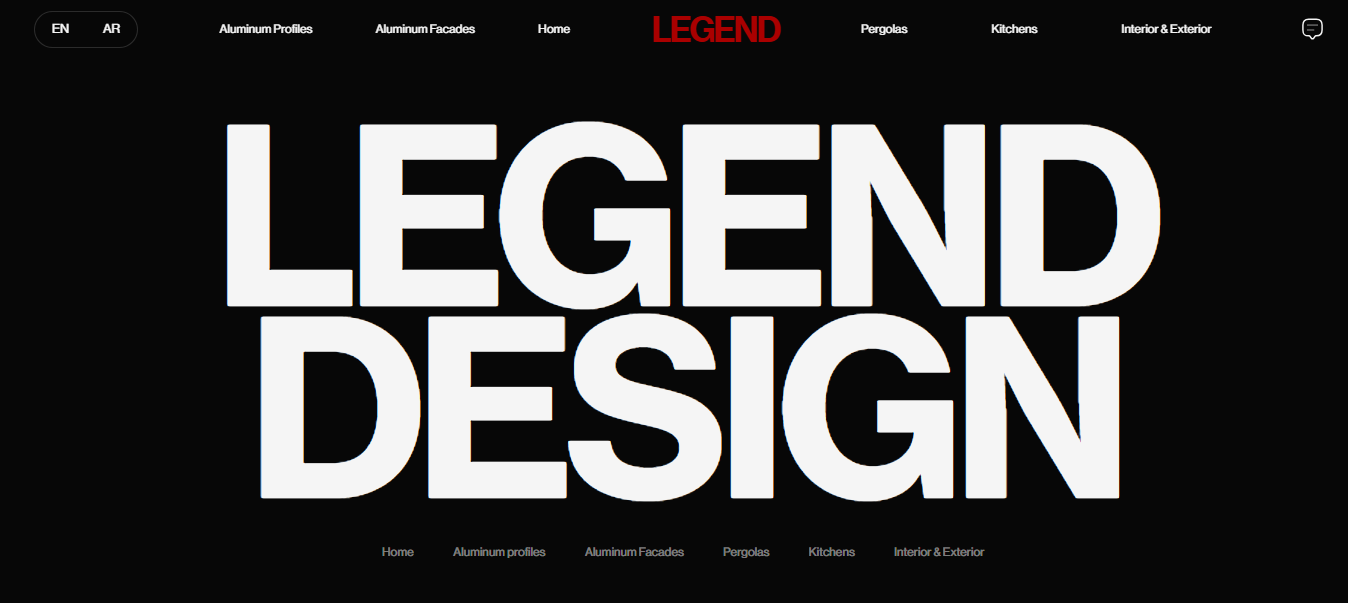 EN AR Aluminum Profiles Aluminum Facades Home LEGEND Pergolas Kitchens Interior & Exterior
LEGEND
DESIGN
Home Aluminum profiles Aluminum Facades Pergolas Kitchens Interior & Exterior